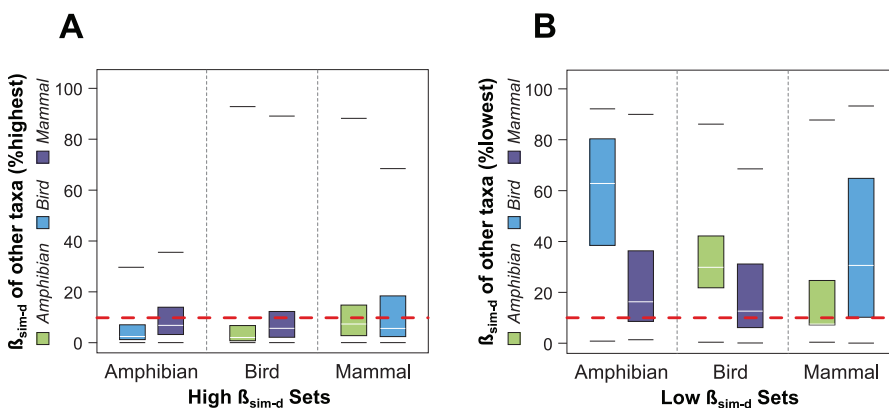 A
ßsim-d of other taxa (%highest)
Amphibian Bird Mammal
100
80
60
40
20
0
Amphibian Bird Mammal
High ßsim-d Sets
B
ßsim-d of other taxa (%lowest)
Amphibian Bird Mammal
100
80
60
40
20
0
Amphibian Bird Mammal
Low ßsim-d Sets